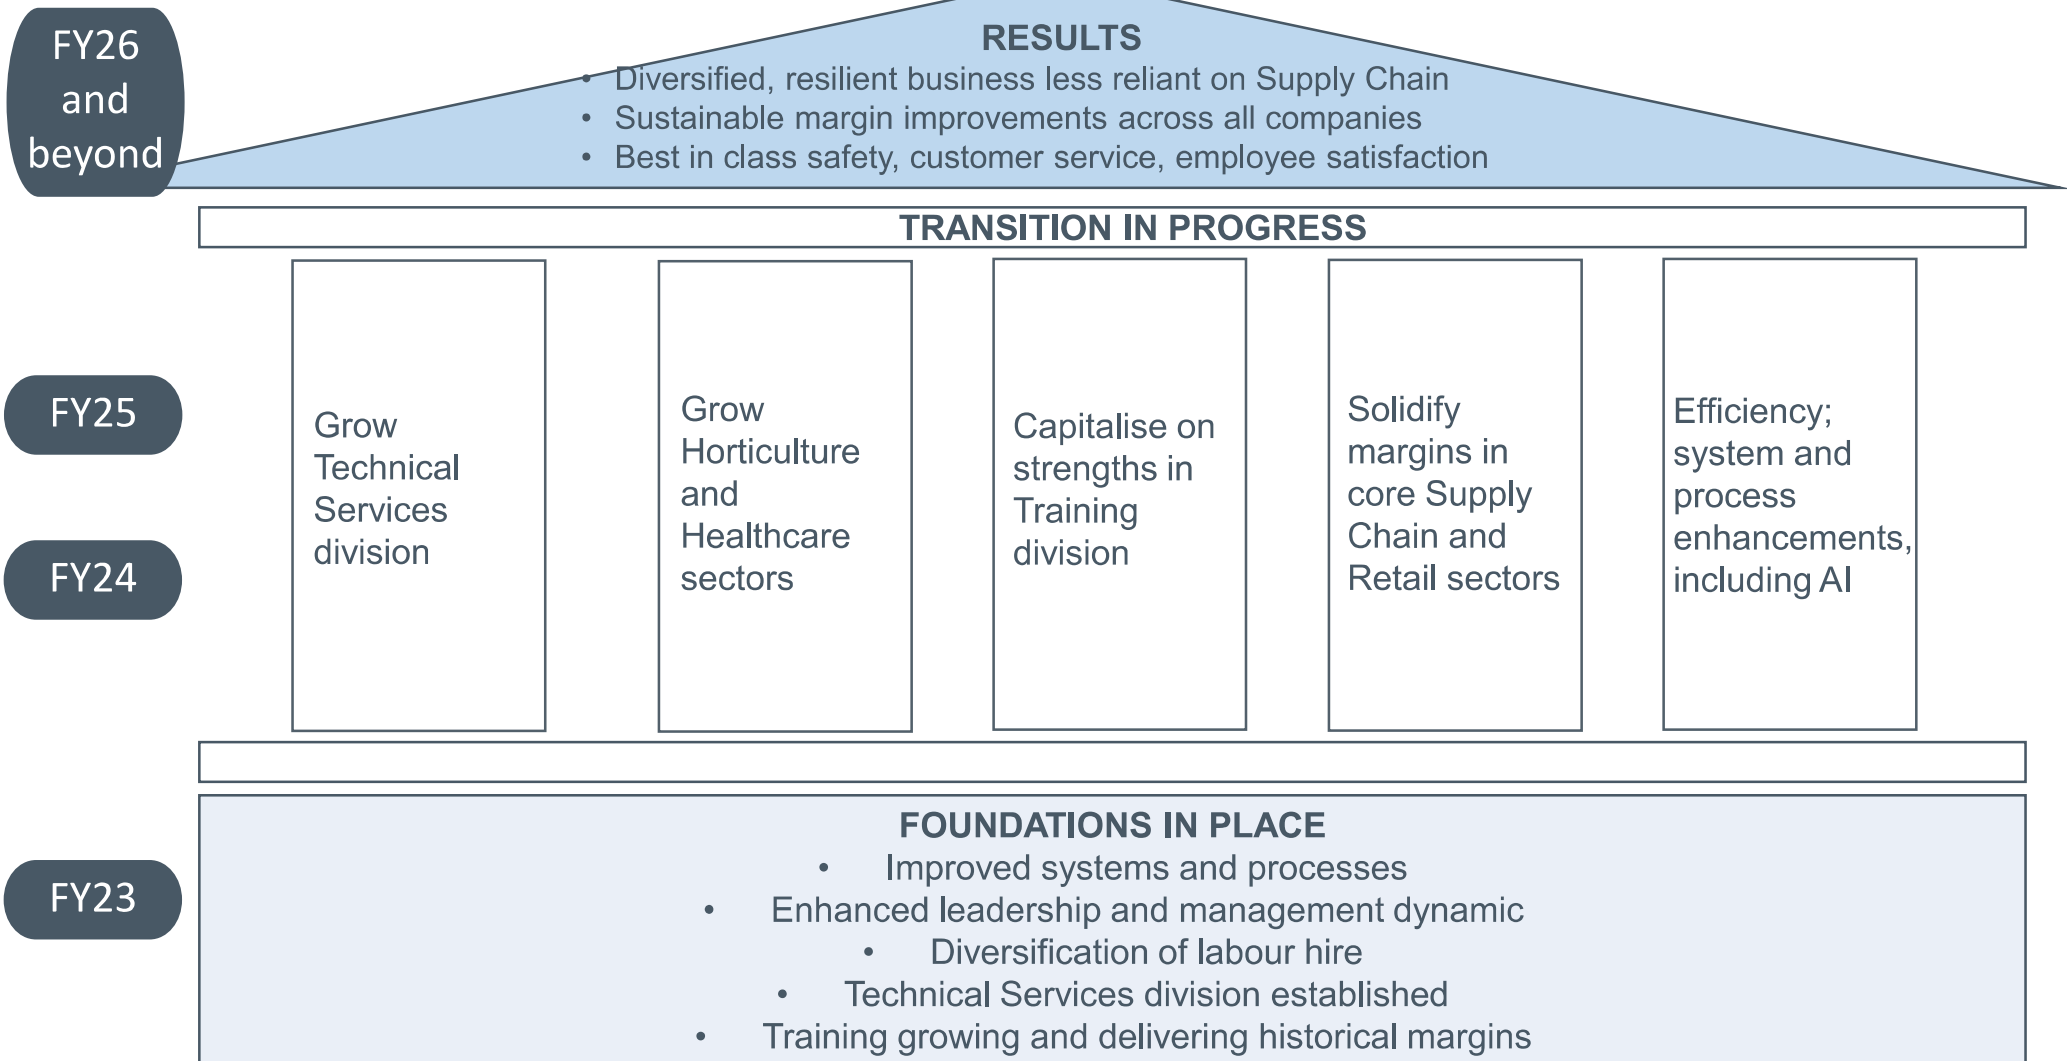 FY26
and
beyond
RESULTS
• Diversified, resilient business less reliant on Supply Chain
• Sustainable margin improvements across all companies
• Best in class safety, customer service, employee satisfaction
TRANSITION IN PROGRESS
FY25
FY24
Grow
Technical
Services
division
Grow
Horticulture
and
Healthcare
sectors
Capitalise on
strengths in
Training
division
Solidify
margins in
core Supply
Chain and
Retail sectors
Efficiency;
system and
process
enhancements,
including AI
FY23
FOUNDATIONS IN PLACE
• Improved systems and processes
• Enhanced leadership and management dynamic
• Diversification of labour hire
• Technical Services division established
• Training growing and delivering historical margins